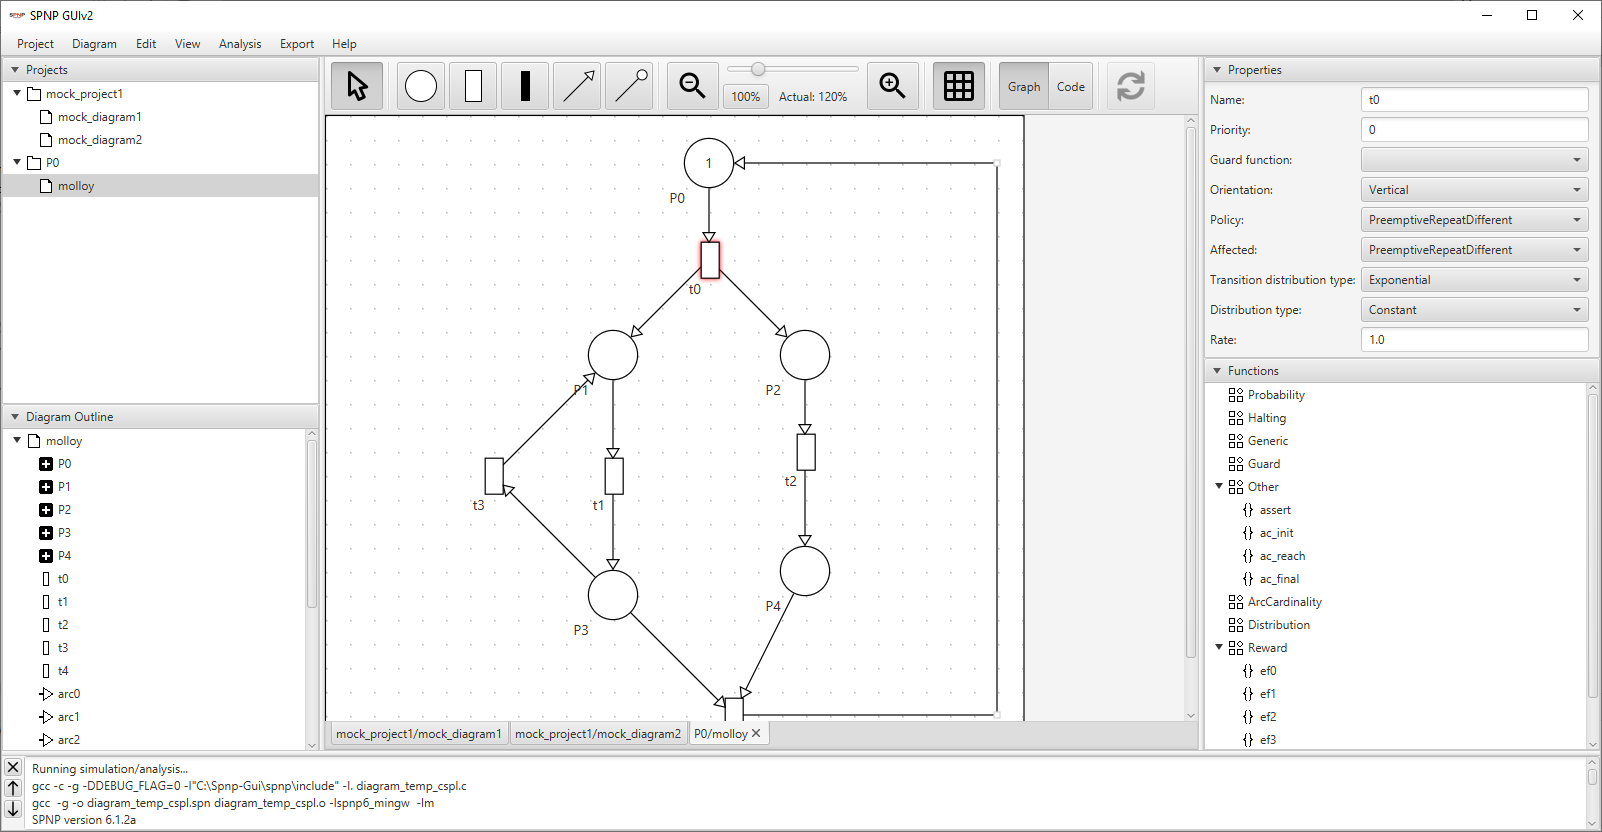 SPNP GUIv2
Project Diagram Edit View Analysis Export Help
Projects
mock_project1
mock_diagram1
mock_diagram2
P0
molloy
Diagram Outline
molloy
P0
P1
P2
P3
P4
t0
t1
t2
t3
t4
arc0
arc1
arc2
100% Actual: 120%
Graph Code
1
P0
t0
P1
P2
t3
t1
t2
P3
P4
mock_project1/mock_diagram1 mock_project1/mock_diagram2 P0/molloy
Properties
Name: t0
Priority: 0
Guard function:
Orientation: Vertical
Policy: PreemptiveRepeatDifferent
Affected: PreemptiveRepeatDifferent
Transition distribution type: Exponential
Distribution type: Constant
Rate: 1.0
Functions
Probability
Halting
Generic
Guard
Other
assert
ac_init
ac_reach
ac_final
ArcCardinality
Distribution
Reward
ef0
ef1
ef2
ef3
Running simulation/analysis...
gcc -c -g -DDEBUG_FLAG=0 -I"C:\Spnp-Gui\spnp\include" -I. diagram_temp_cspl.c
gcc -g -o diagram_temp_cspl.spn diagram_temp_cspl.o -lspnp6_mingw -lm
SPNP version 6.1.2a